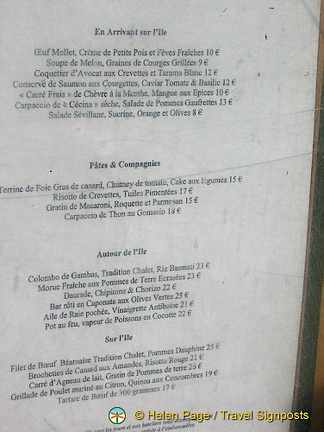 En Arrivant sur l'Ile
Œuf Mollet, Crème de Petits Pois et Fèves Fraîches 10 €
Soupe de Melon, Graines de Courges Grillées 9 €
Coquetier d'Avocat aux Crevettes et Tarama Blanc 12 €
Conserve de Saumon aux Courgettes, Caviar Tomate & Basilic 12 €
« Carré Frais » de Chèvre à la Menthe, Mangue aux Epices 10 €
Carpaccio de « Cécina » sèche, Salade de Pommes Gaufrettes 13 €
Salade Sévillane, Sucrine, Orange et Olives 8 €
Pâtes & Compagnies
Terrine de Foie Gras de canard, Chutney de tomate, Cake aux légumes 15 €
Risotto de Crevettes, Tuiles Pimentées 17 €
Gratin de Macaroni, Roquette et Parmesan 15 €
Carpaccio de Thon au Gomasio 18 €
Autour de l'Ile
Colombo de Gambas, Tradition Chalet, Riz Basmati 23 €
Morue Fraîche aux Pommes de Terre Ecrasées 23 €
Daurade, Chipirons & Chorizo 22 €
Bar rôti en Caponata aux Olives Vertes 25 €
Aile de Raie pochée, Vinaigrette Antiboise 21 €
Pot au feu, vapeur de Poissons en Cocotte 22 €
Sur l'Ile
Filet de Bœuf Béarnaise Tradition Chalet, Pommes Dauphine 25 €
Brochettes de Canard aux Amandes, Risotto Rouge 21 €
Carré d'Agneau de lait, Gratin de Pommes de terre 26 €
Grillade de Poulet mariné au Citron, Quinoa aux Concombres 19 €
Tartare de Bœuf de 300 grammes 17 €
© Helen Page / Travel Signposts